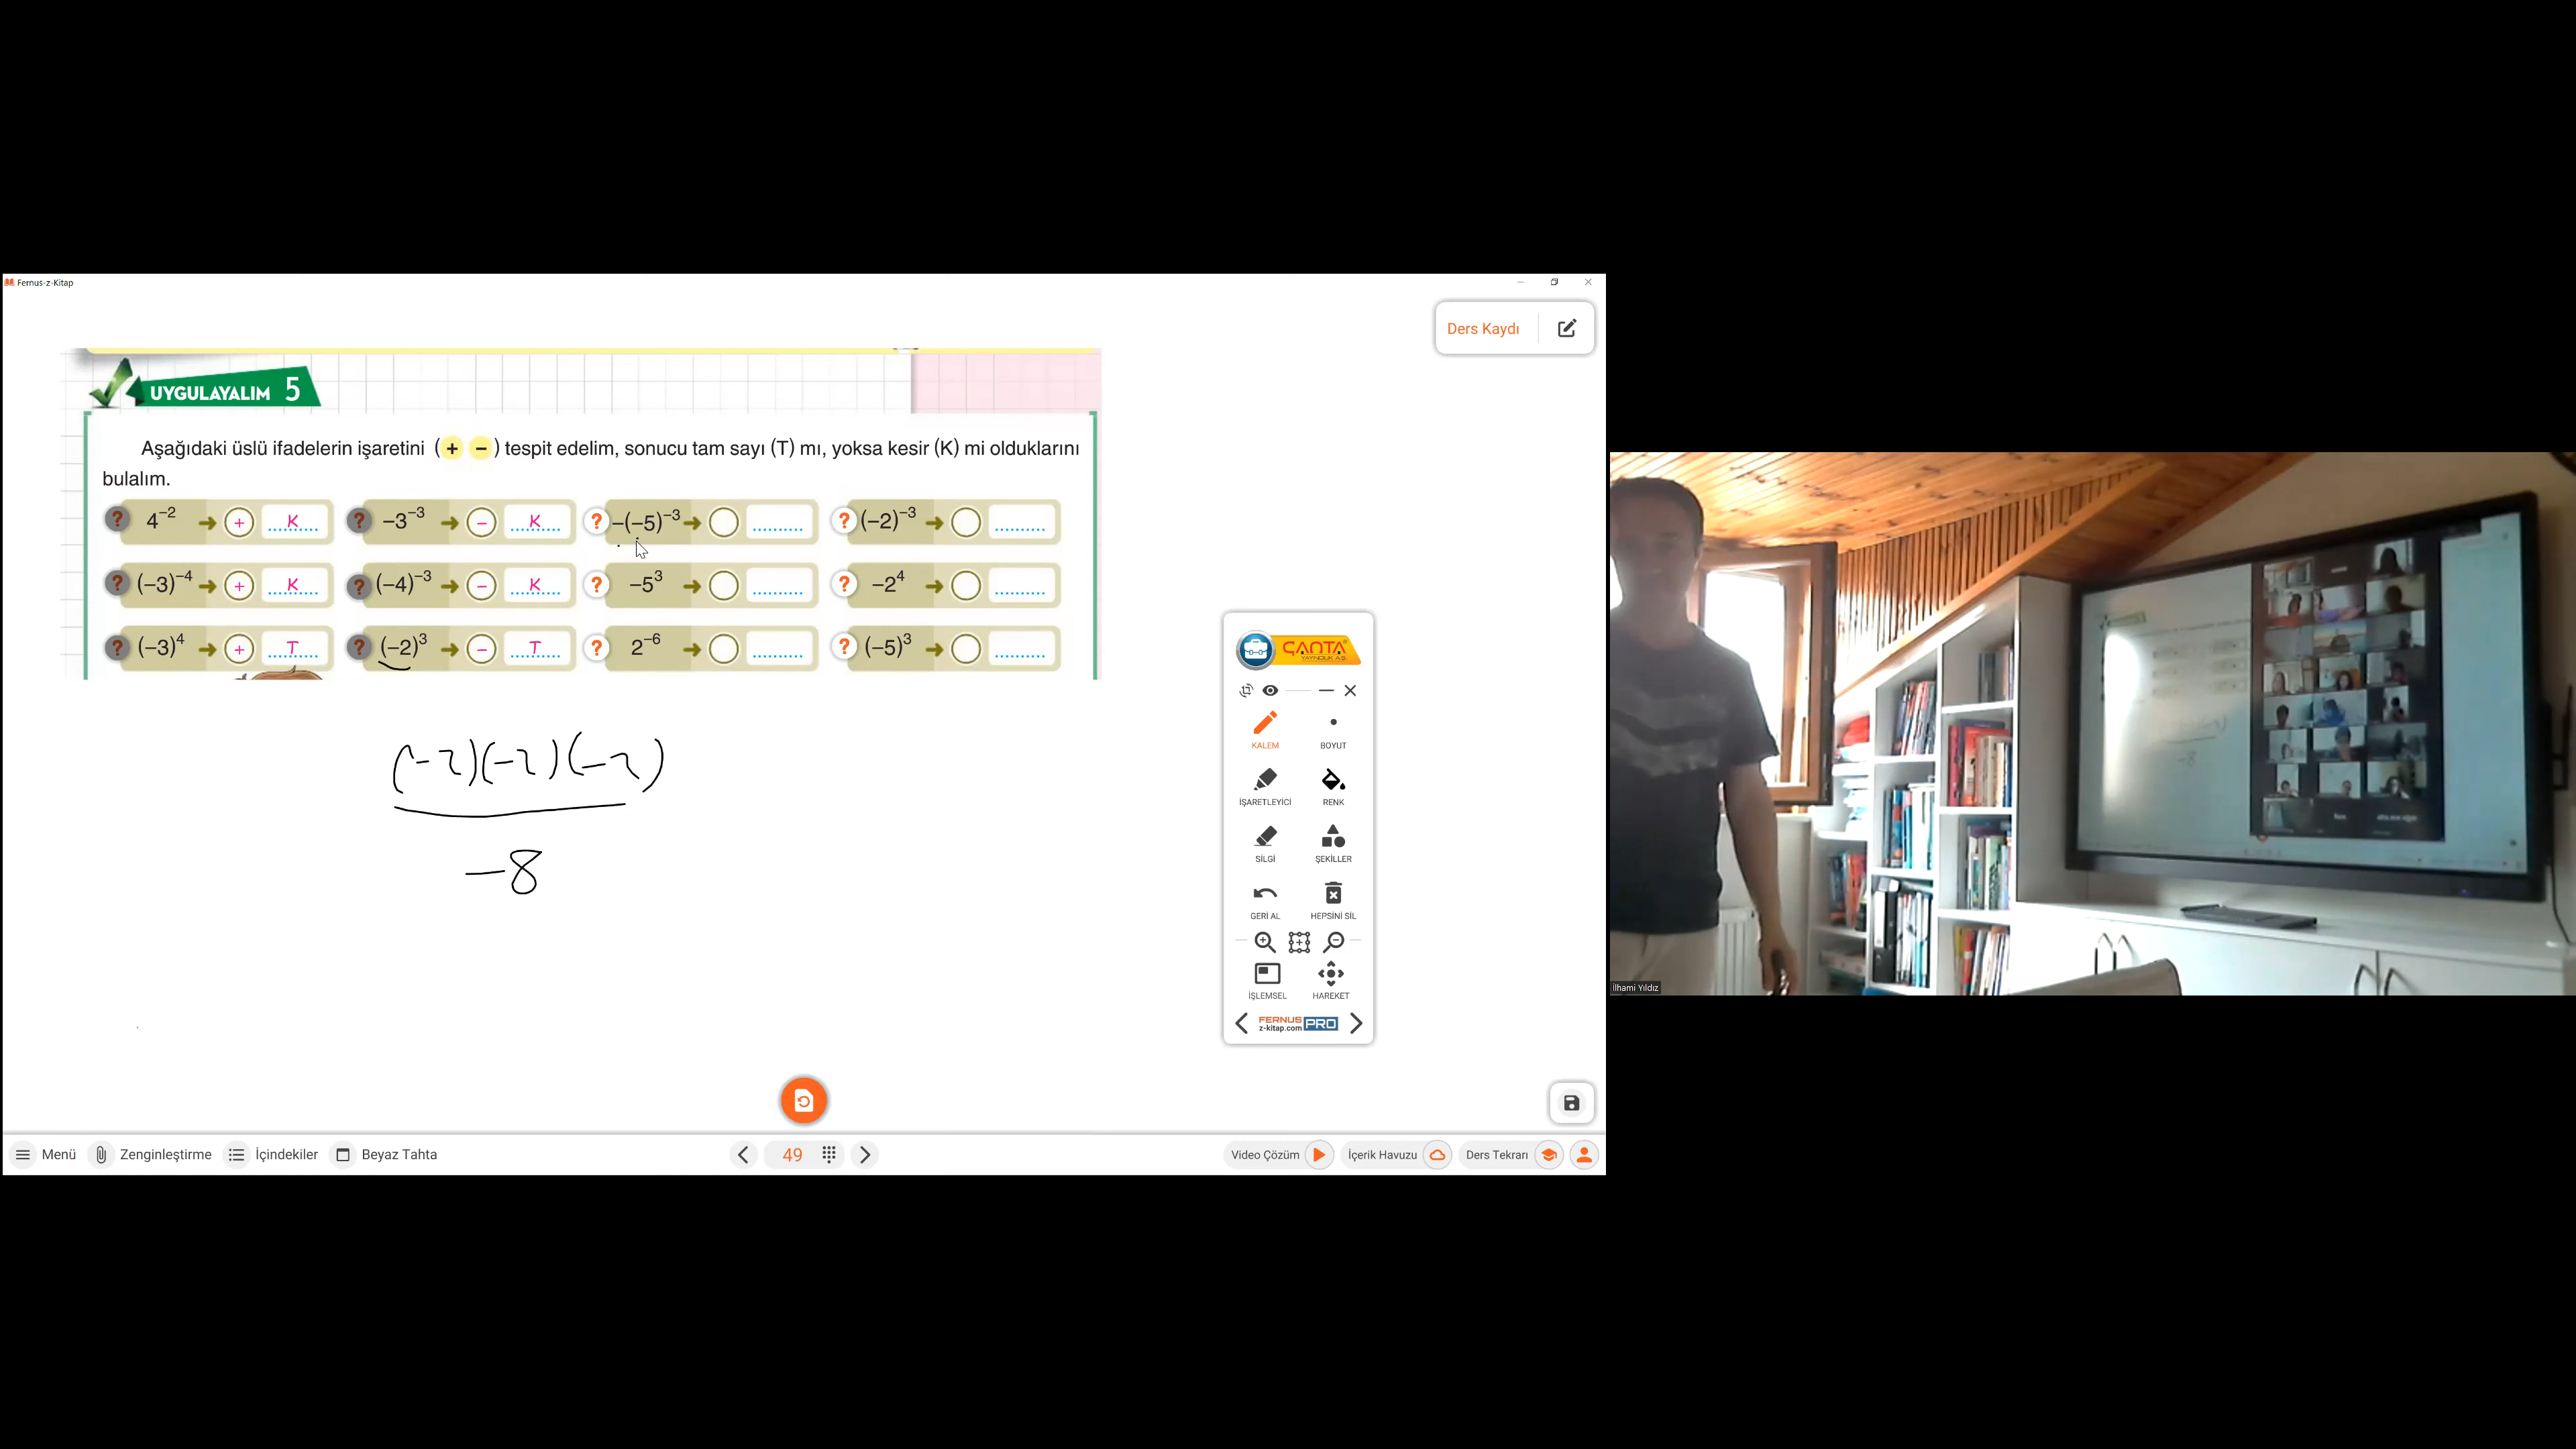 Fernus-z-Kitap
Ders Kaydı
UYGULAYALIM 5
Aşağıdaki üslü ifadelerin işaretini (+ −) tespit edelim, sonucu tam sayı (T) mı, yoksa kesir (K) mi olduklarını
bulalım.
? 4⁻² ➜ + K ? −3⁻³ ➜ − K ? −(−5)⁻³ ➜ .......... ? (−2)⁻³ ➜ ..........
? (−3)⁻⁴ ➜ + K ? (−4)⁻³ ➜ − K ? −5³ ➜ .......... ? −2⁴ ➜ ..........
? (−3)⁴ ➜ + T ? (−2)³ ➜ − T ? 2⁻⁶ ➜ .......... ? (−5)³ ➜ ..........
(−2)(−2)(−2)
−8
ÇANTA
YAYINCILIK A.Ş.
KALEM BOYUT
İŞARETLEYİCİ RENK
SİLGİ ŞEKİLLER
GERİ AL HEPSİNİ SİL
İŞLEMSEL HAREKET
FERNUS
z-kitap.com PRO
Menü Zenginleştirme İçindekiler Beyaz Tahta 49 Video Çözüm İçerik Havuzu Ders Tekrarı
İlhami Yıldız